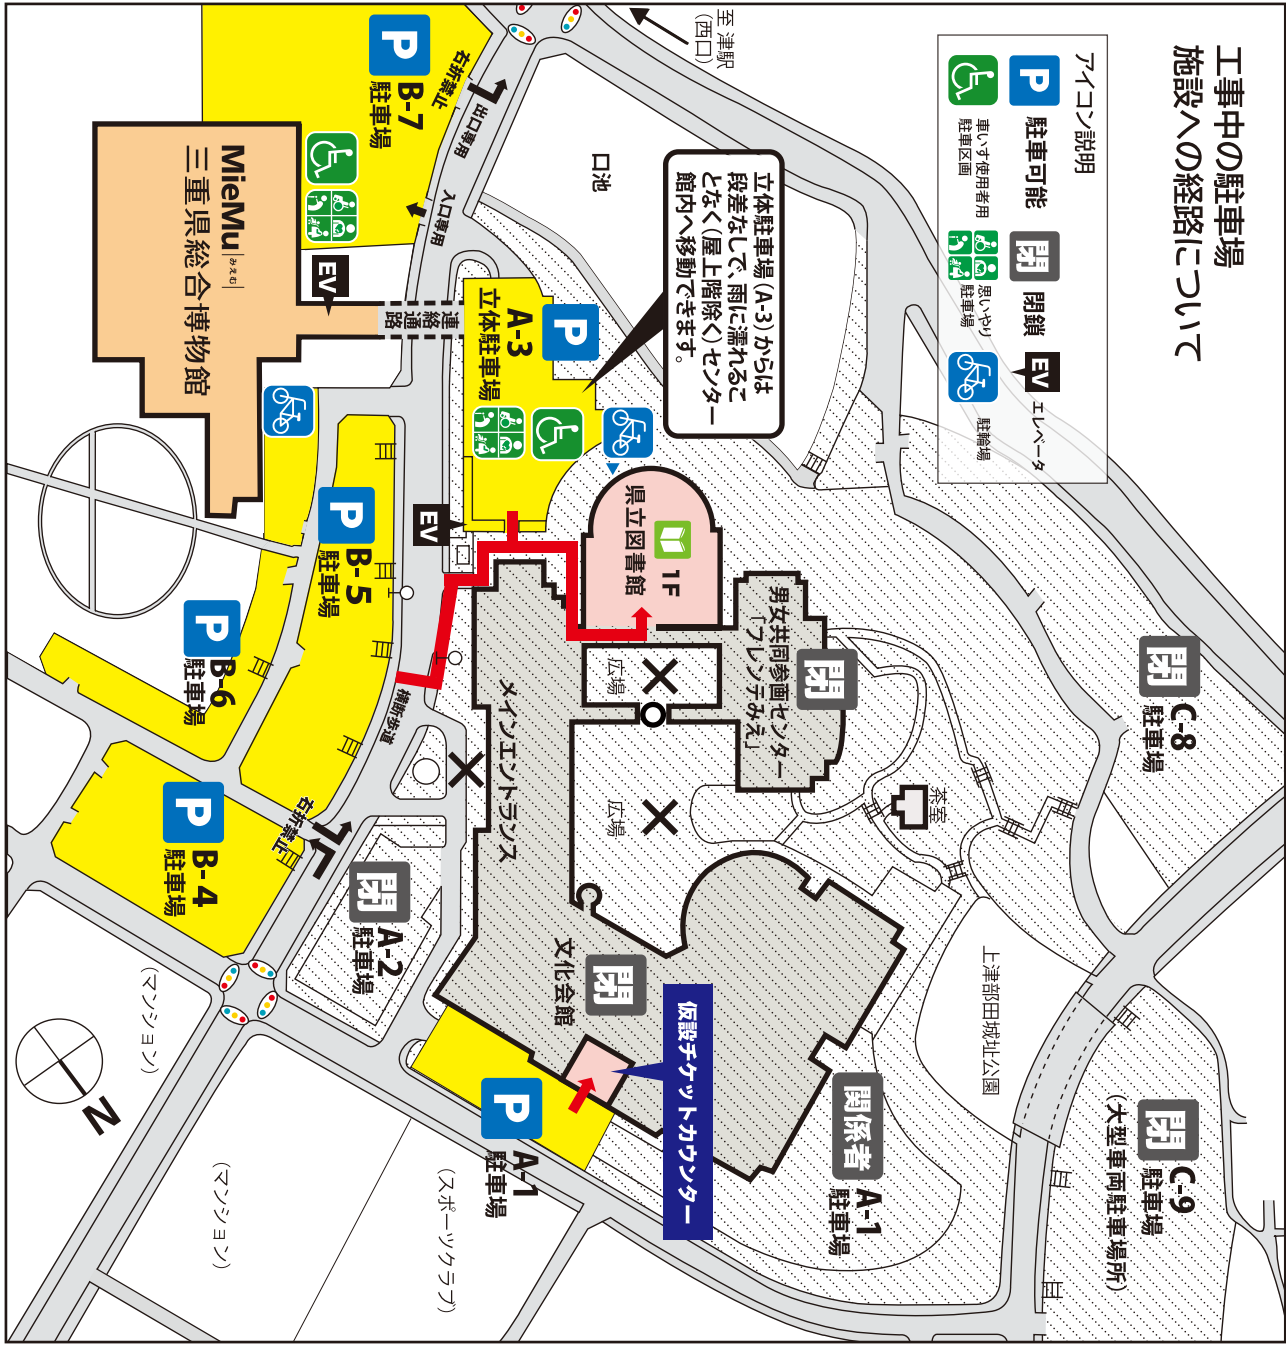 工事中の駐車場
施設への経路について
アイコン説明
P
駐車可能
閉
閉鎖
EV
エレベータ
車いす使用者用
駐車区画
思いやり
駐車場
駐輪場
至 津駅
(西口)
口池
立体駐車場(A-3)からは
段差なしで、雨に濡れるこ
となく(屋上階除く)センター
館内へ移動できます。
P
B-7
駐車場
右折禁止
出口専用
入口専用
MieMu
みえむ
三重県総合博物館
EV
連絡
通路
P
A-3
立体駐車場
EV
1F
県立図書館
男女共同参画センター
「フレンテみえ」
閉
広場
広場
メインエントランス
横断歩道
P
B-5
駐車場
P
B-6
駐車場
P
B-4
駐車場
右折禁止
閉
A-2
駐車場
文化会館
閉
仮設チケットカウンター
P
A-1
駐車場
関係者
A-1
駐車場
茶室
閉
C-8
駐車場
上津部田城址公園
閉
C-9
駐車場
(大型車両駐車場所)
(マンション)
(マンション)
(スポーツクラブ)
N